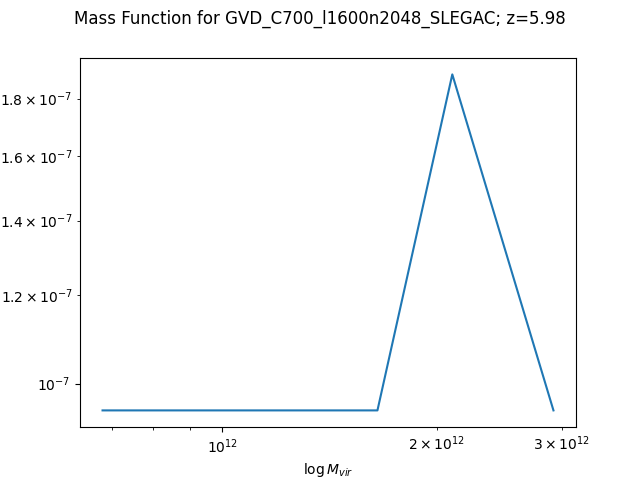 Mass Function for GVD_C700_l1600n2048_SLEGAC; z=5.98
1.8 × 10⁻⁷
1.6 × 10⁻⁷
1.4 × 10⁻⁷
1.2 × 10⁻⁷
10⁻⁷
10¹² 2 × 10¹² 3 × 10¹²
log M_vir